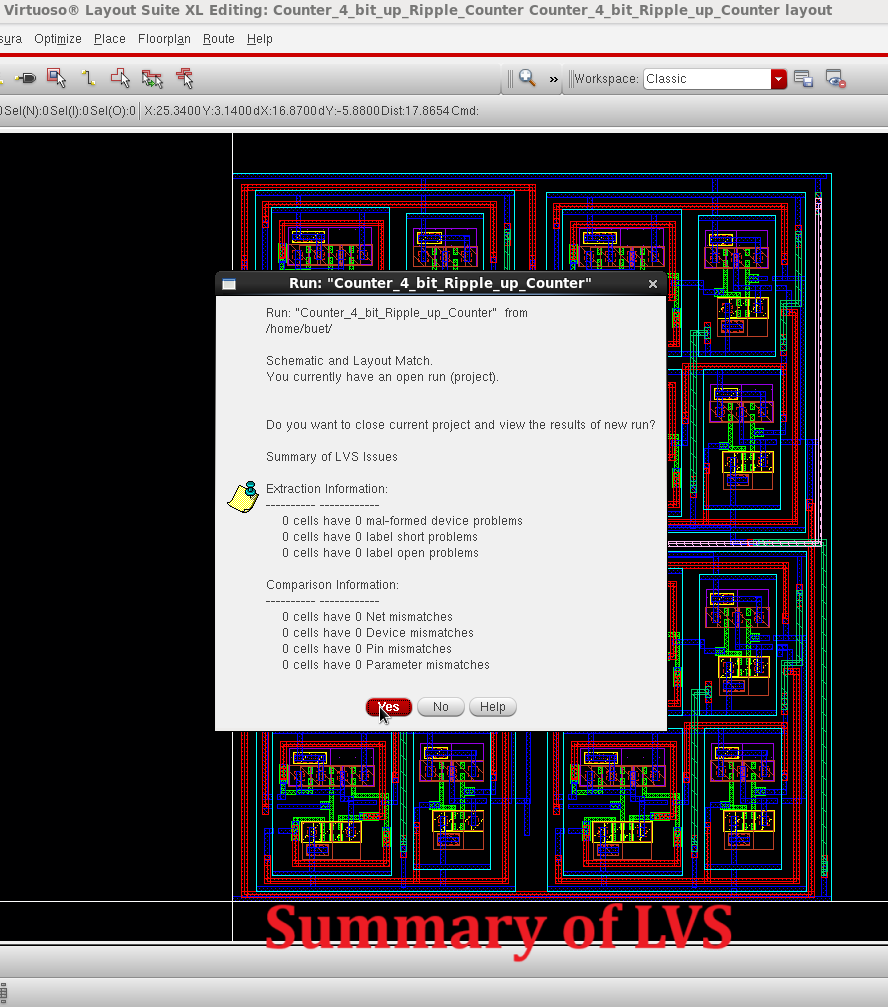 Virtuoso® Layout Suite XL Editing: Counter_4_bit_up_Ripple_Counter Counter_4_bit_Ripple_up_Counter layout
sura Optimize Place Floorplan Route Help
» Workspace: Classic
0Sel(N):0Sel(I):0Sel(O):0 X:25.3400Y:3.1400dX:16.8700dY:-5.8800Dist:17.8654Cmd:
Run: "Counter_4_bit_Ripple_up_Counter"
Run: "Counter_4_bit_Ripple_up_Counter" from
/home/buet/
Schematic and Layout Match.
You currently have an open run (project).
Do you want to close current project and view the results of new run?
Summary of LVS Issues
Extraction Information:
---------- ------------
0 cells have 0 mal-formed device problems
0 cells have 0 label short problems
0 cells have 0 label open problems
Comparison Information:
---------- ------------
0 cells have 0 Net mismatches
0 cells have 0 Device mismatches
0 cells have 0 Pin mismatches
0 cells have 0 Parameter mismatches
Yes No Help
Summary of LVS